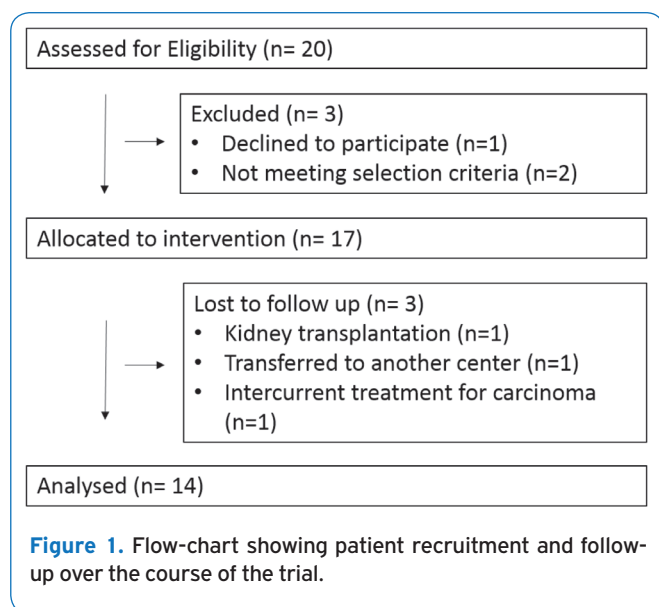 Assessed for Eligibility (n= 20)
Excluded (n= 3)
• Declined to participate (n=1)
• Not meeting selection criteria (n=2)
Allocated to intervention (n= 17)
Lost to follow up (n= 3)
• Kidney transplantation (n=1)
• Transferred to another center (n=1)
• Intercurrent treatment for carcinoma
(n=1)
Analysed (n= 14)
Figure 1. Flow-chart showing patient recruitment and follow-
up over the course of the trial.